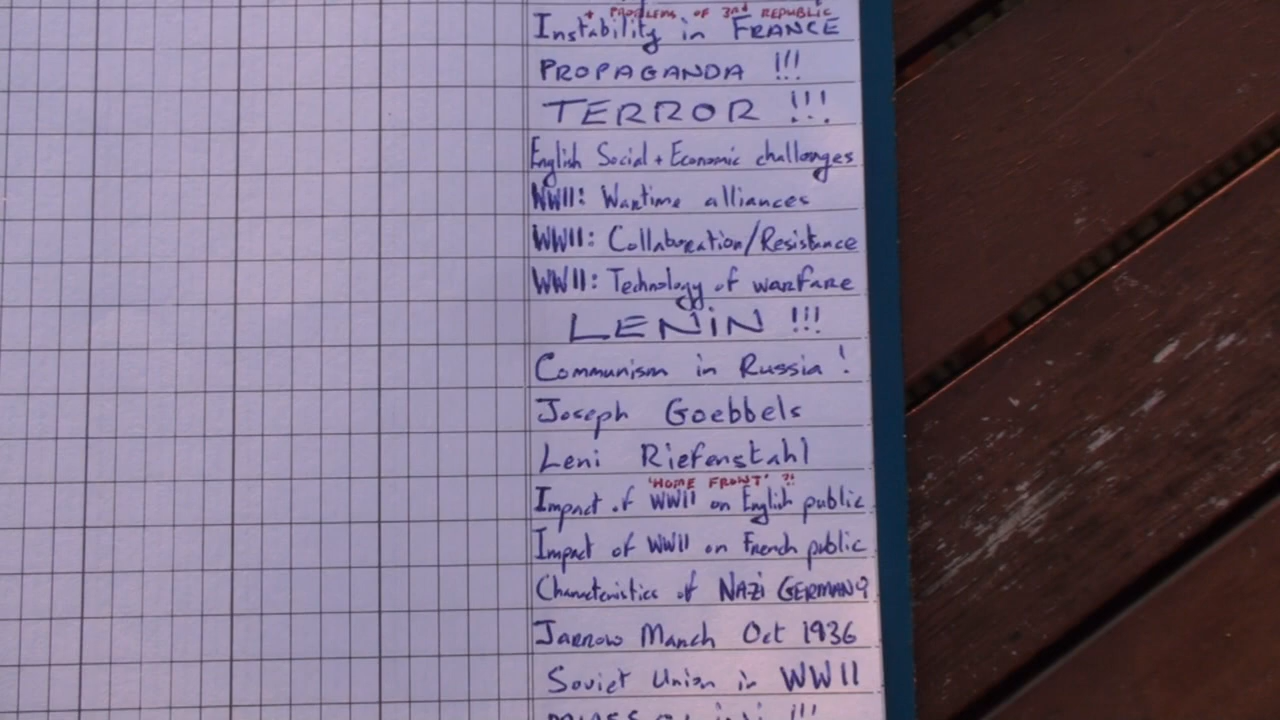 + PROBLEMS OF 3rd REPUBLIC
Instability in FRANCE
PROPAGANDA !!!
TERROR !!!
English Social + Economic challenges
WWII: Wartime alliances
WWII: Collaboration/Resistance
WWII: Technology of warfare
LENiN !!!
Communism in Russia !
Joseph Goebbels
Leni Riefenstahl
'HOME FRONT' ?!
Impact of WWII on English public
Impact of WWII on French public
Characteristics of NAZi GERMANY
Jarrow March Oct 1936
Soviet Union in WWII
!!!